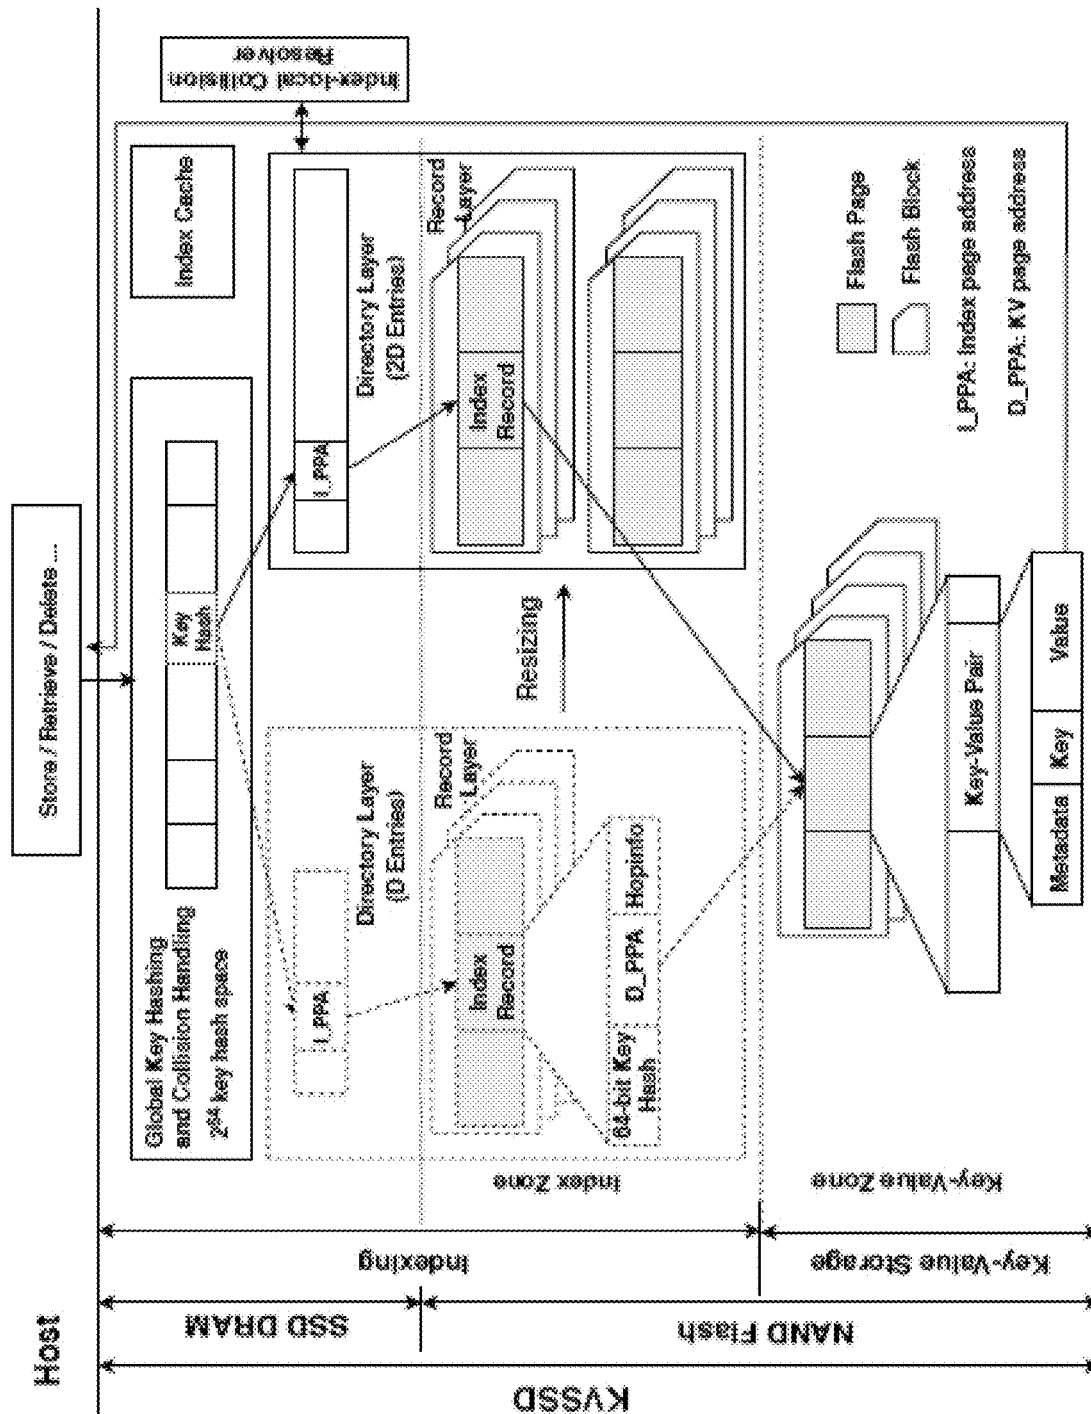 Host
Store / Retrieve / Delete ....
Global Key Hashing
and Collision Handling
2^64 key hash space
Key
Hash
Index Cache
Index-local Collision
Resolver
I_PPA
Directory Layer
(D Entries)
Record
Layer
Index
Record
64-bit Key
Hash
D_PPA
Hopinfo
Index Zone
Resizing
I_PPA
Directory Layer
(2D Entries)
Record
Layer
Index
Record
Flash Page
Flash Block
I_PPA: Index page address
D_PPA: KV page address
Key-Value Pair
Metadata
Key
Value
Key-Value Zone
Indexing
Key-Value Storage
SSD DRAM
NAND Flash
KVSSD